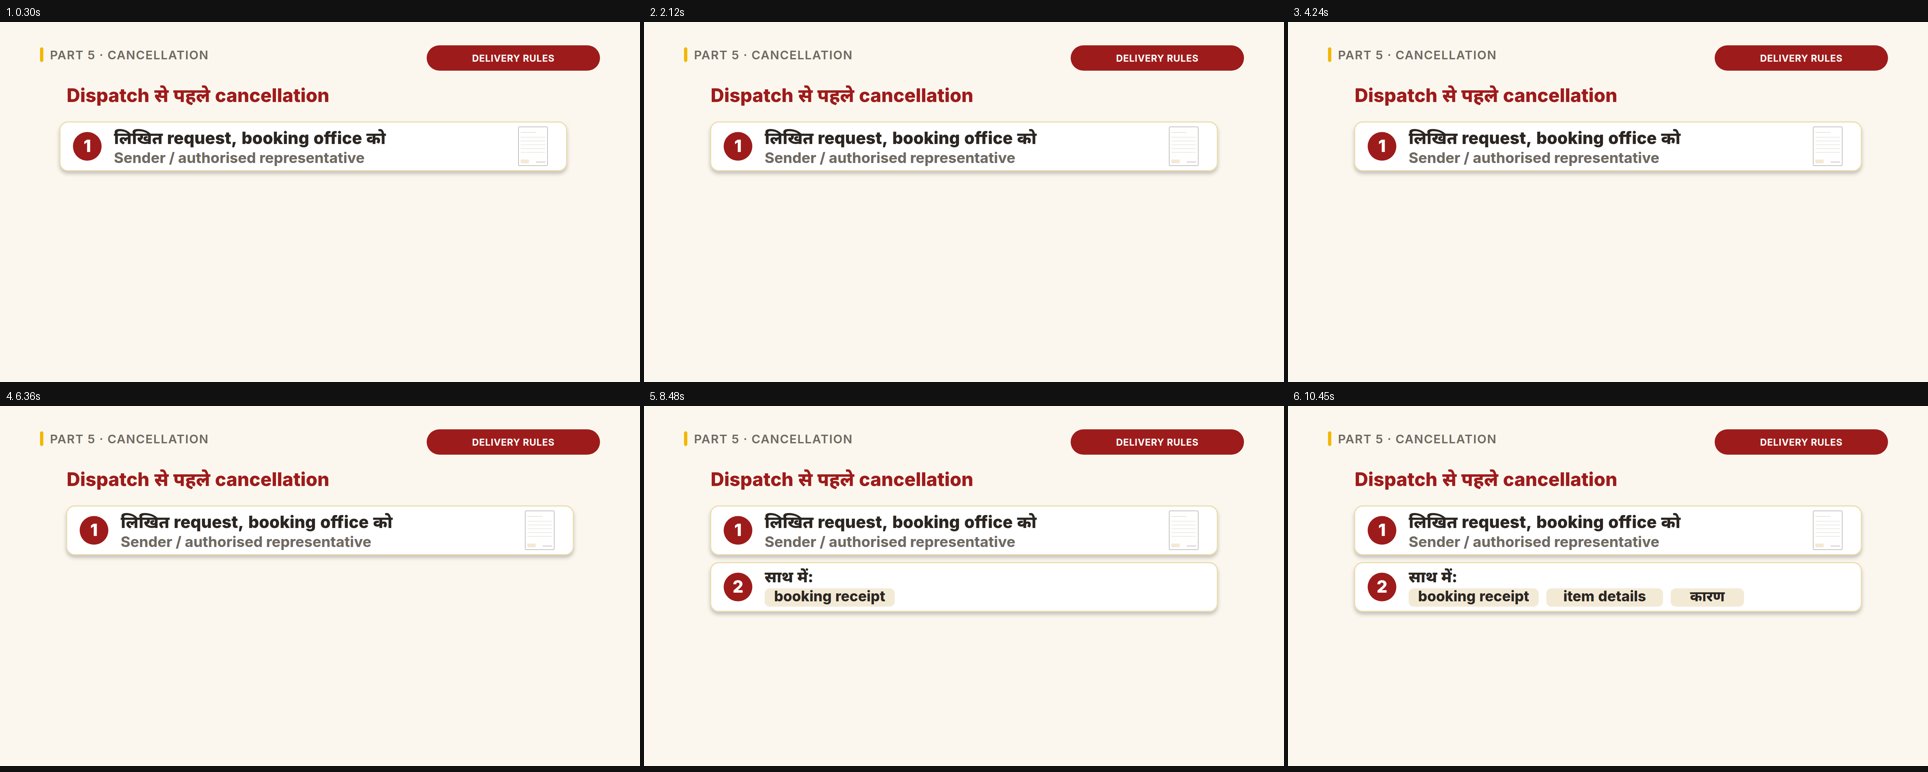 1. 0.30s
PART 5 · CANCELLATION
DELIVERY RULES
Dispatch से पहले cancellation
1
लिखित request, booking office को
Sender / authorised representative
2. 2.12s
PART 5 · CANCELLATION
DELIVERY RULES
Dispatch से पहले cancellation
1
लिखित request, booking office को
Sender / authorised representative
3. 4.24s
PART 5 · CANCELLATION
DELIVERY RULES
Dispatch से पहले cancellation
1
लिखित request, booking office को
Sender / authorised representative
4. 6.36s
PART 5 · CANCELLATION
DELIVERY RULES
Dispatch से पहले cancellation
1
लिखित request, booking office को
Sender / authorised representative
5. 8.48s
PART 5 · CANCELLATION
DELIVERY RULES
Dispatch से पहले cancellation
1
लिखित request, booking office को
Sender / authorised representative
2
साथ में:
booking receipt
6. 10.45s
PART 5 · CANCELLATION
DELIVERY RULES
Dispatch से पहले cancellation
1
लिखित request, booking office को
Sender / authorised representative
2
साथ में:
booking receipt item details कारण